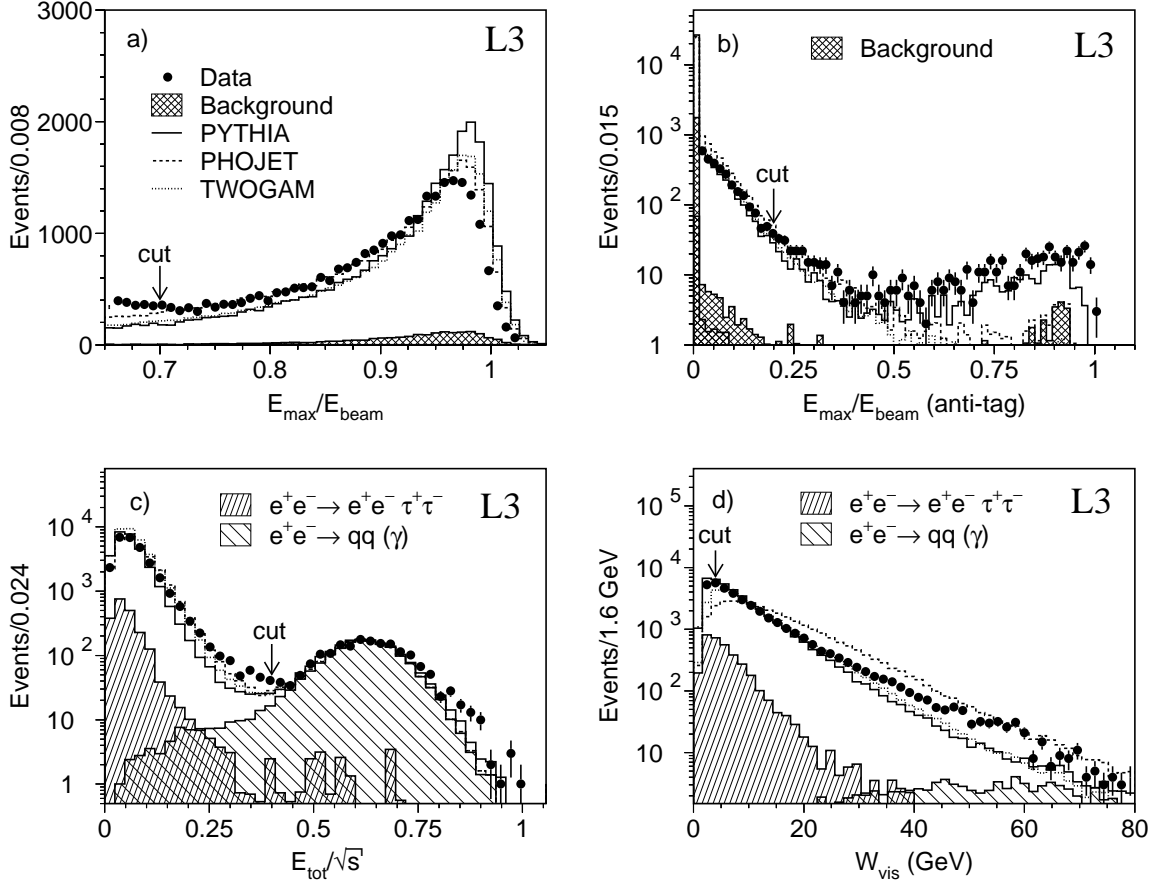 a)
L3
Data
Background
PYTHIA
PHOJET
TWOGAM
cut
Events/0.008
3000
2000
1000
0
0.7 0.8 0.9 1
E_max/E_beam
b)
Background
L3
cut
Events/0.015
10^4
10^3
10^2
10
1
0 0.25 0.5 0.75 1
E_max/E_beam (anti-tag)
c)
e⁺e⁻→ e⁺e⁻ τ⁺τ⁻
e⁺e⁻→ qq (γ)
L3
cut
Events/0.024
10^4
10^3
10^2
10
1
0 0.25 0.5 0.75 1
E_tot/√s'
d)
e⁺e⁻→ e⁺e⁻ τ⁺τ⁻
e⁺e⁻→ qq (γ)
L3
cut
Events/1.6 GeV
10^5
10^4
10^3
10^2
10
0 20 40 60 80
W_vis (GeV)